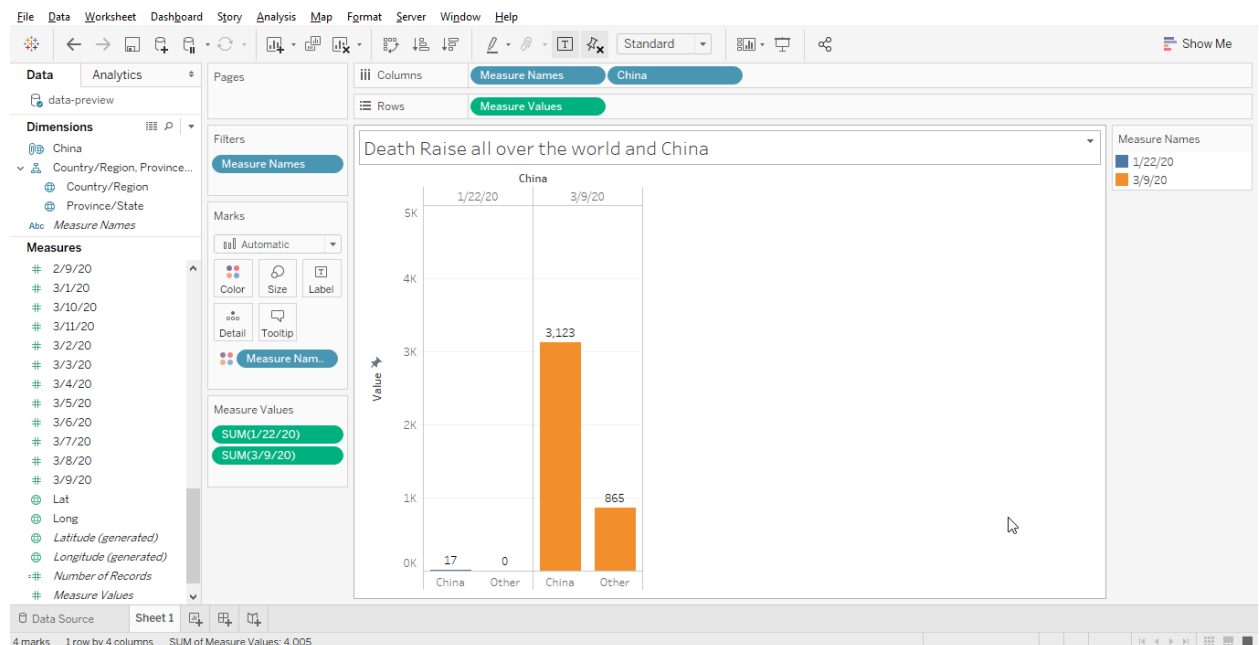 File Data Worksheet Dashboard Story Analysis Map Format Server Window Help
Standard
Show Me
Data Analytics
data-preview
Dimensions
China
Country/Region, Province...
Country/Region
Province/State
Abc Measure Names
Measures
# 2/9/20
# 3/1/20
# 3/10/20
# 3/11/20
# 3/2/20
# 3/3/20
# 3/4/20
# 3/5/20
# 3/6/20
# 3/7/20
# 3/8/20
# 3/9/20
Lat
Long
Latitude (generated)
Longitude (generated)
=# Number of Records
# Measure Values
Pages
Filters
Measure Names
Marks
Automatic
Color Size Label
Detail Tooltip
Measure Nam..
Measure Values
SUM(1/22/20)
SUM(3/9/20)
iii Columns Measure Names China
Rows Measure Values
Death Raise all over the world and China
China
1/22/20 3/9/20
5K
4K
3K
2K
1K
0K
Value
17 0 3,123 865
China Other China Other
Measure Names
1/22/20
3/9/20
Data Source Sheet 1
4 marks 1 row by 4 columns SUM of Measure Values: 4,005